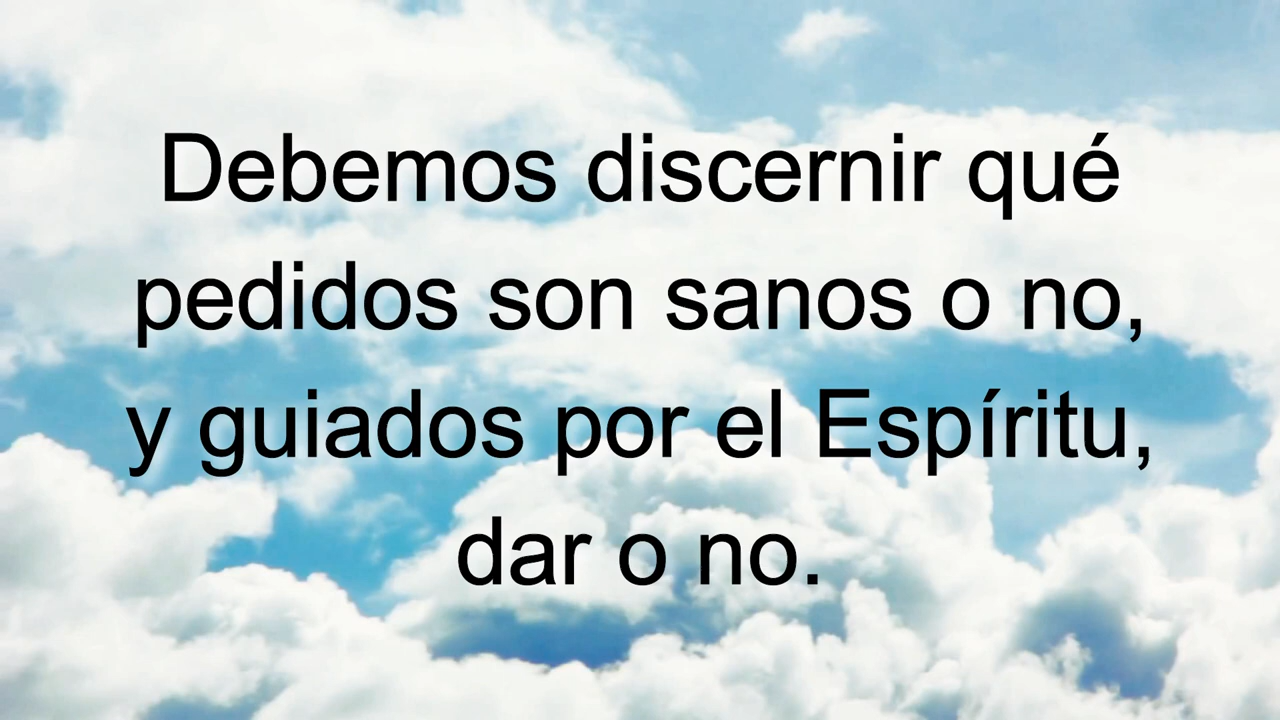 Debemos discernir qué
pedidos son sanos o no,
y guiados por el Espíritu,
dar o no.